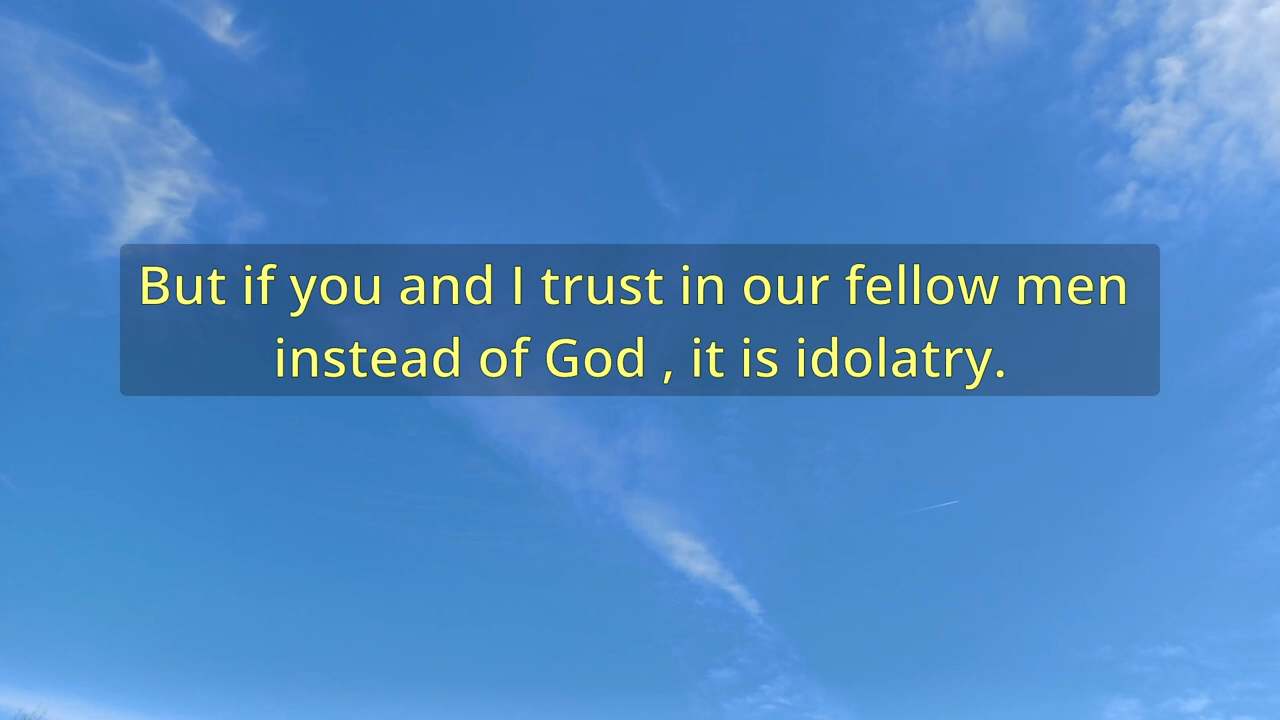 But if you and I trust in our fellow men
instead of God , it is idolatry.